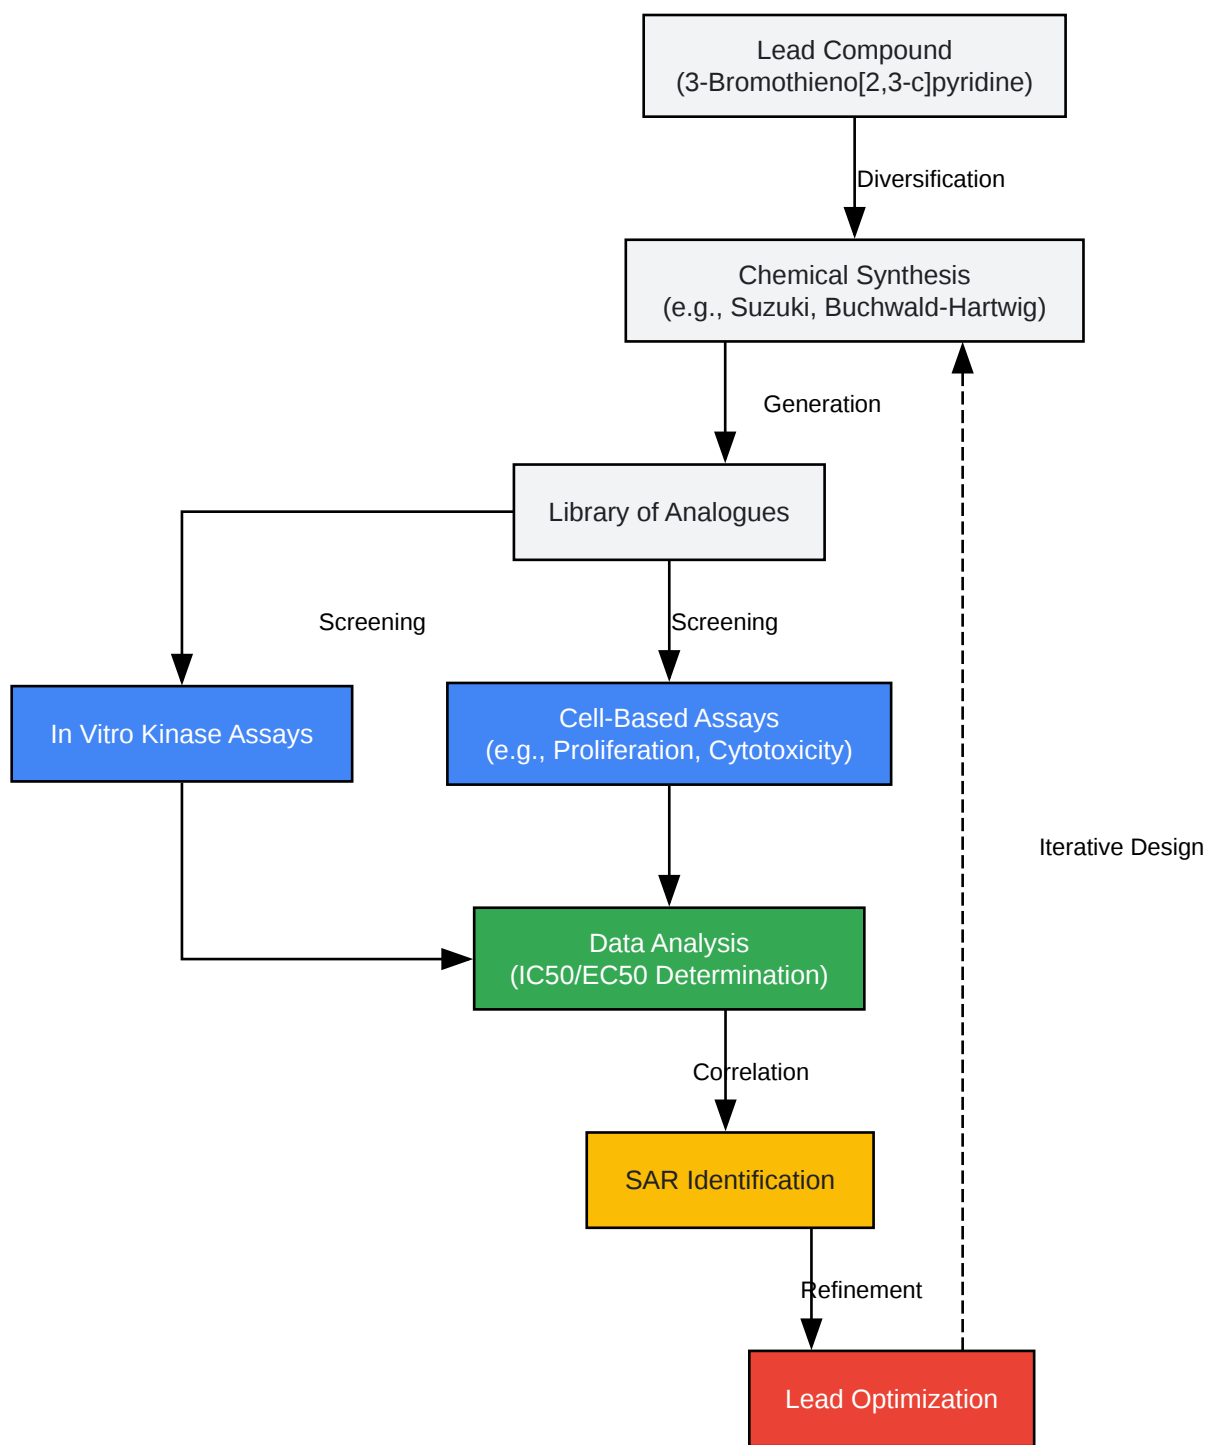 Lead Compound
(3-Bromothieno[2,3-c]pyridine)
Diversification
Chemical Synthesis
(e.g., Suzuki, Buchwald-Hartwig)
Generation
Library of Analogues
Screening
Screening
In Vitro Kinase Assays
Cell-Based Assays
(e.g., Proliferation, Cytotoxicity)
Iterative Design
Data Analysis
(IC50/EC50 Determination)
Correlation
SAR Identification
Refinement
Lead Optimization